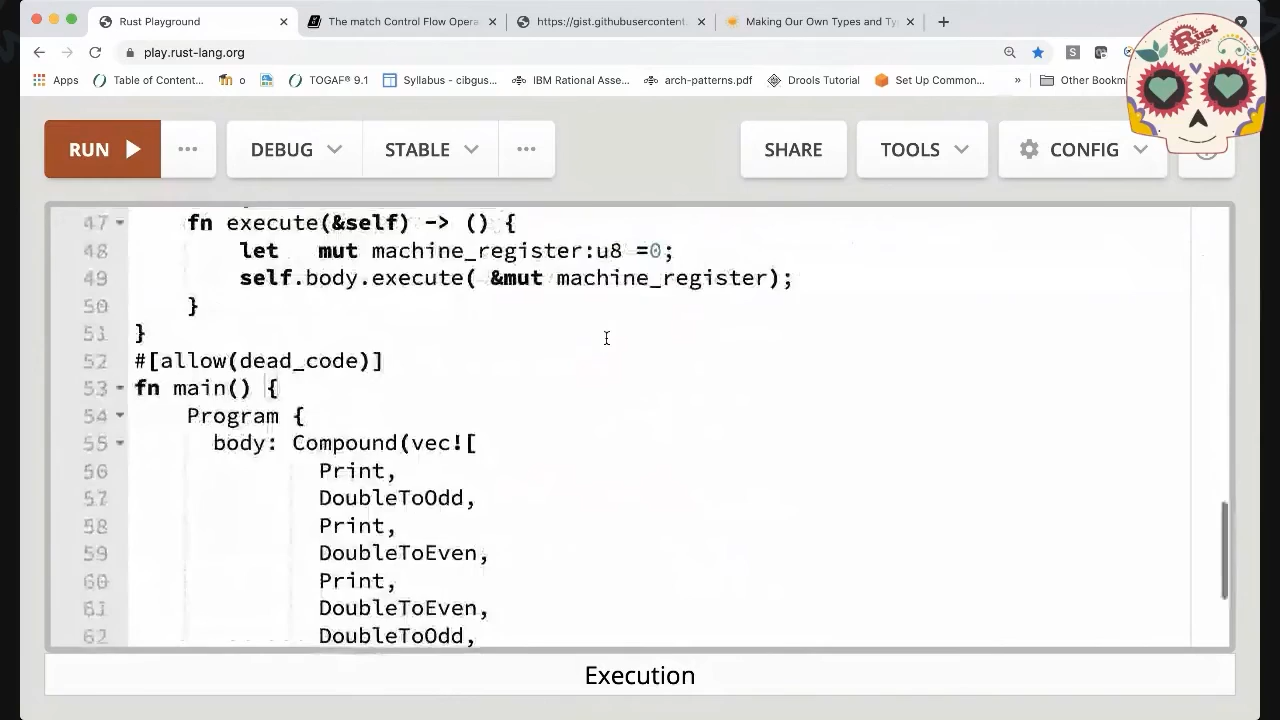 Rust Playground
The match Control Flow Opera
https://gist.githubusercontent.
Making Our Own Types and Ty
play.rust-lang.org
Apps
Table of Content...
o
TOGAF® 9.1
Syllabus - cibgus...
IBM Rational Asse...
arch-patterns.pdf
Drools Tutorial
Set Up Common...
»
Other Bookm
Rust
RUN
DEBUG
STABLE
SHARE
TOOLS
CONFIG
47 fn execute(&self) -> () {
48 let mut machine_register:u8 =0;
49 self.body.execute( &mut machine_register);
50 }
51 }
52 #[allow(dead_code)]
53 fn main() {
54 Program {
55 body: Compound(vec![
56 Print,
57 DoubleToOdd,
58 Print,
59 DoubleToEven,
60 Print,
61 DoubleToEven,
62 DoubleToOdd,
Execution